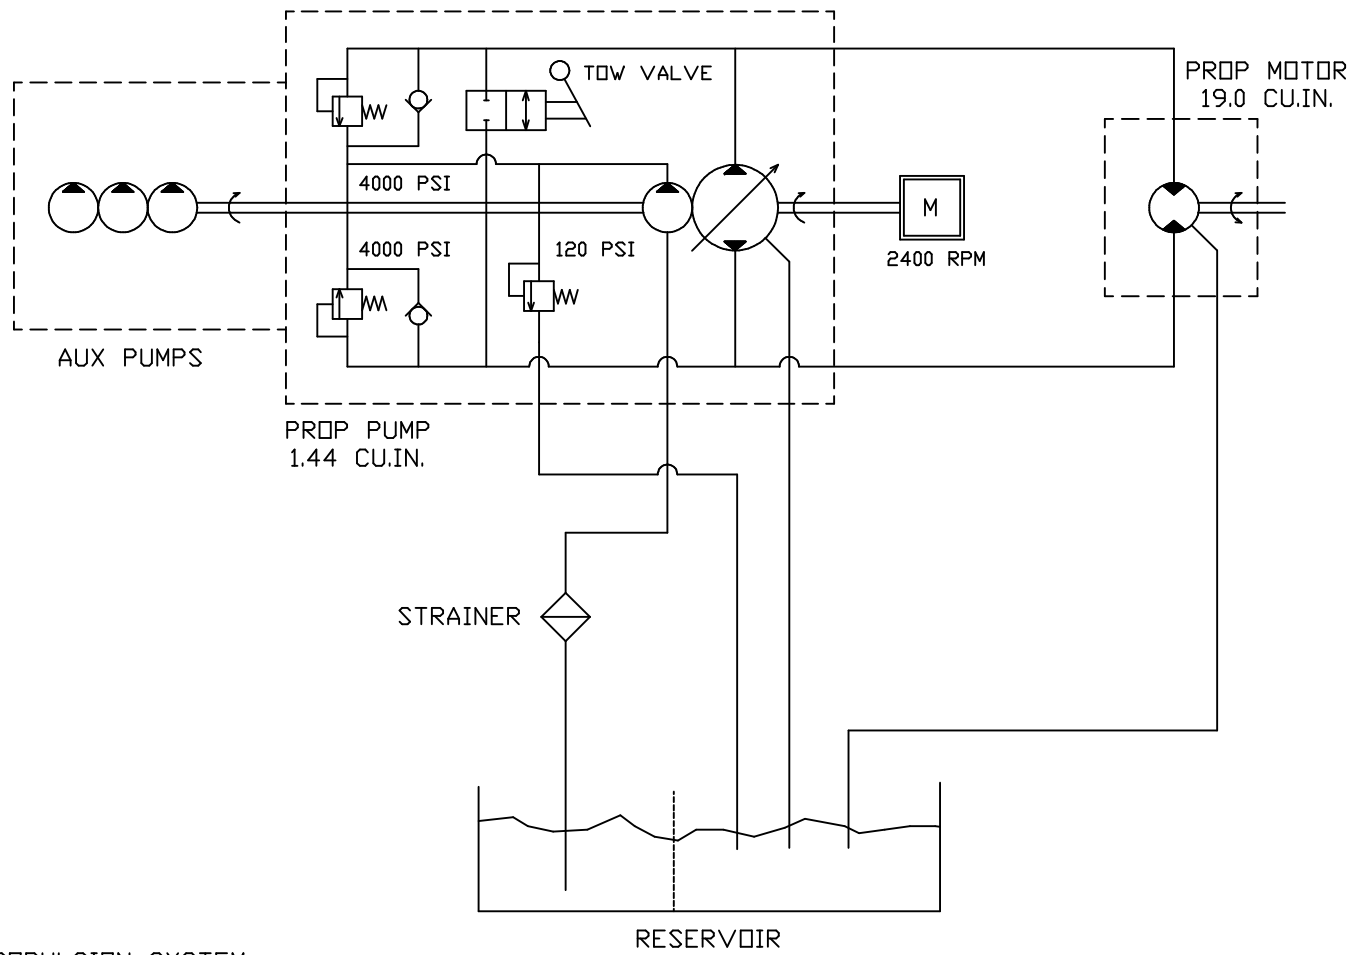 TOW VALVE
PROP MOTOR
19.0 CU.IN.
4000 PSI
M
4000 PSI
120 PSI
2400 RPM
AUX PUMPS
PROP PUMP
1.44 CU.IN.
STRAINER
RESERVOIR